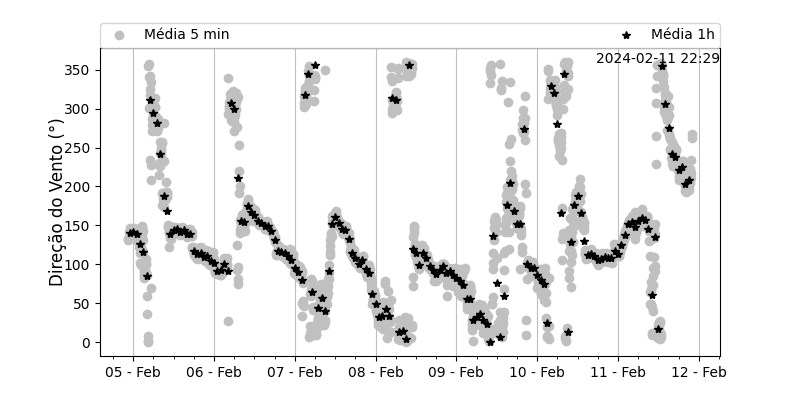 Média 5 min
Média 1h
2024-02-11 22:29
Direção do Vento (°)
350
300
250
200
150
100
50
0
05 - Feb
06 - Feb
07 - Feb
08 - Feb
09 - Feb
10 - Feb
11 - Feb
12 - Feb